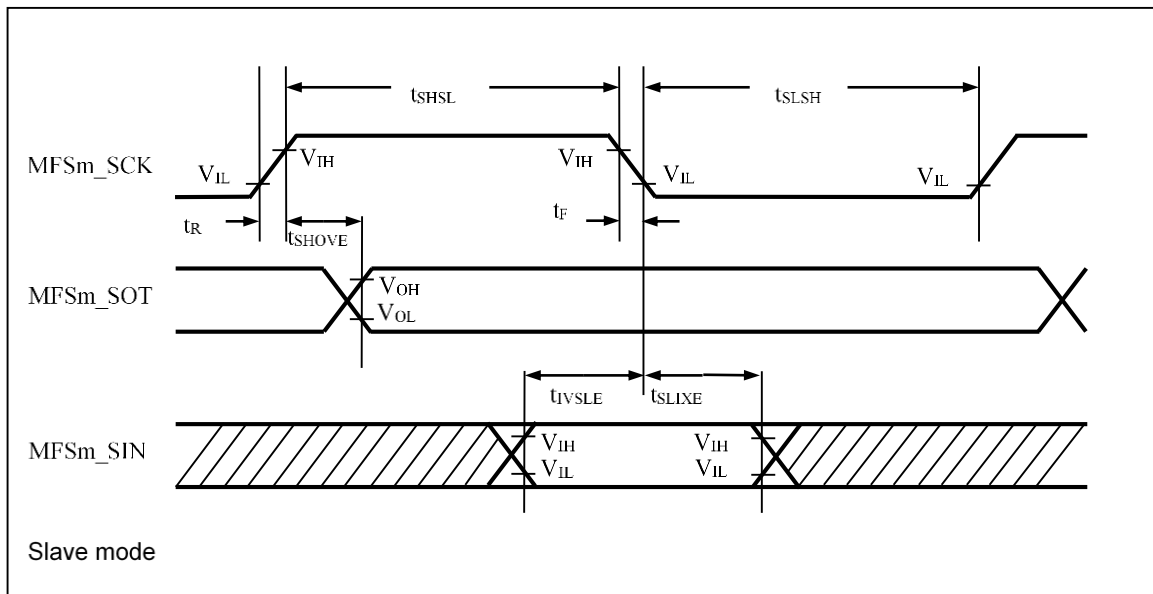 tSHSL
tSLSH
MFSm_SCK
VIL
VIH
VIH
VIL
VIL
tR
tSHOVE
tF
MFSm_SOT
VOH
VOL
tIVSLE
tSLIXE
MFSm_SIN
VIH
VIL
VIH
VIL
Slave mode